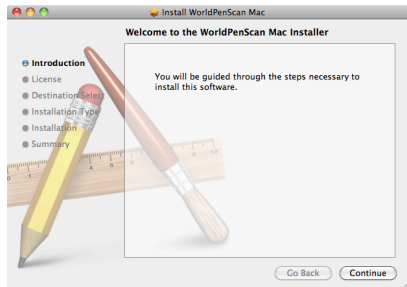 Install WorldPenScan Mac
Welcome to the WorldPenScan Mac Installer
Introduction
License
Destination Select
Installation Type
Installation
Summary
You will be guided through the steps necessary to
install this software.
Go Back
Continue